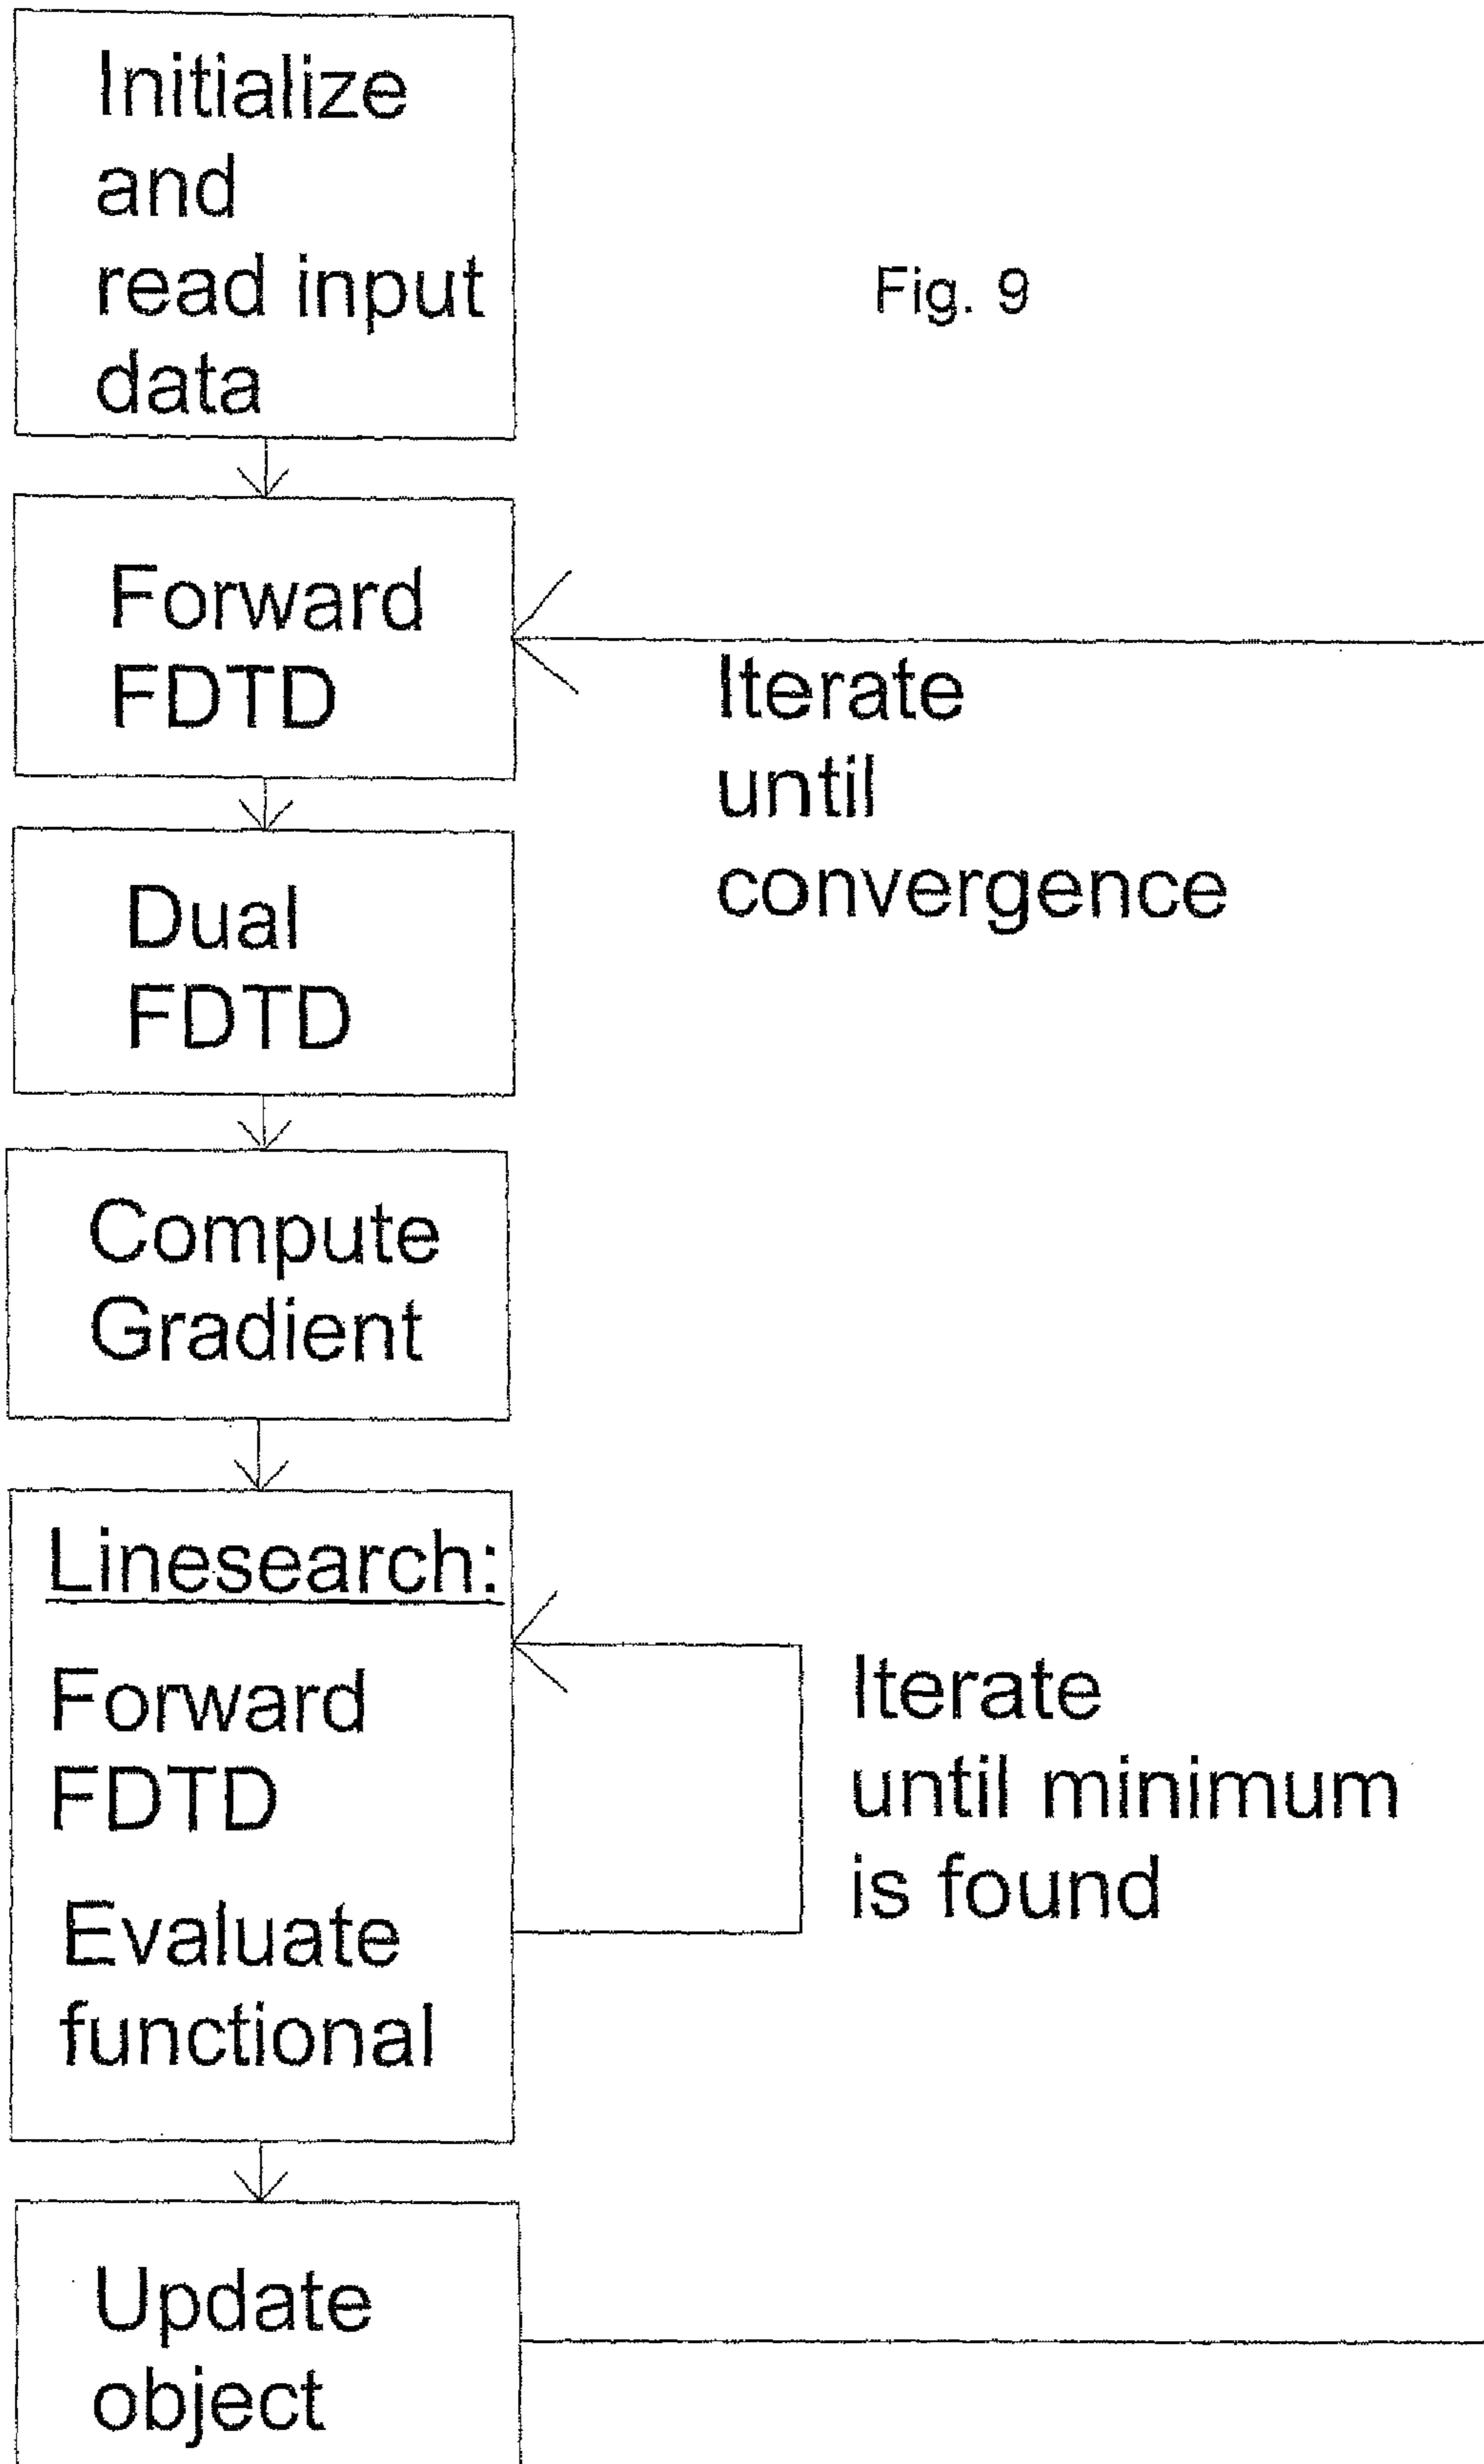 Initialize
and
read input
data
Fig. 9
Forward
FDTD
Iterate
until
convergence
Dual
FDTD
Compute
Gradient
Linesearch:
Forward
FDTD
Evaluate
functional
Iterate
until minimum
is found
Update
object